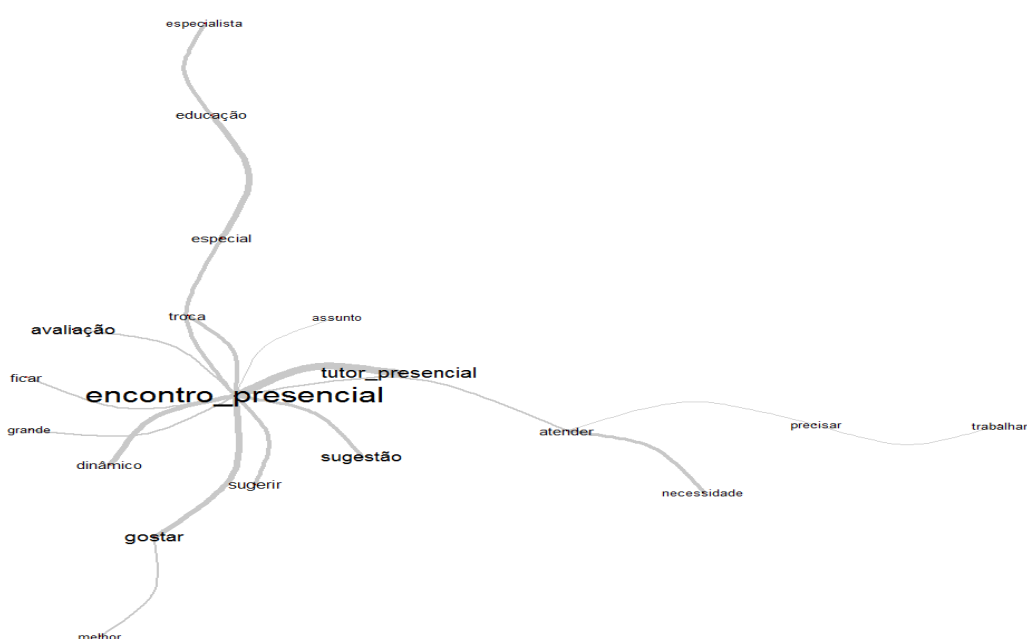 especialista
educação
especial
troca
assunto
avaliação
tutor_presencial
ficar
encontro_presencial
precisar
trabalhar
grande
atender
sugestão
dinâmico
sugerir
necessidade
gostar
melhor